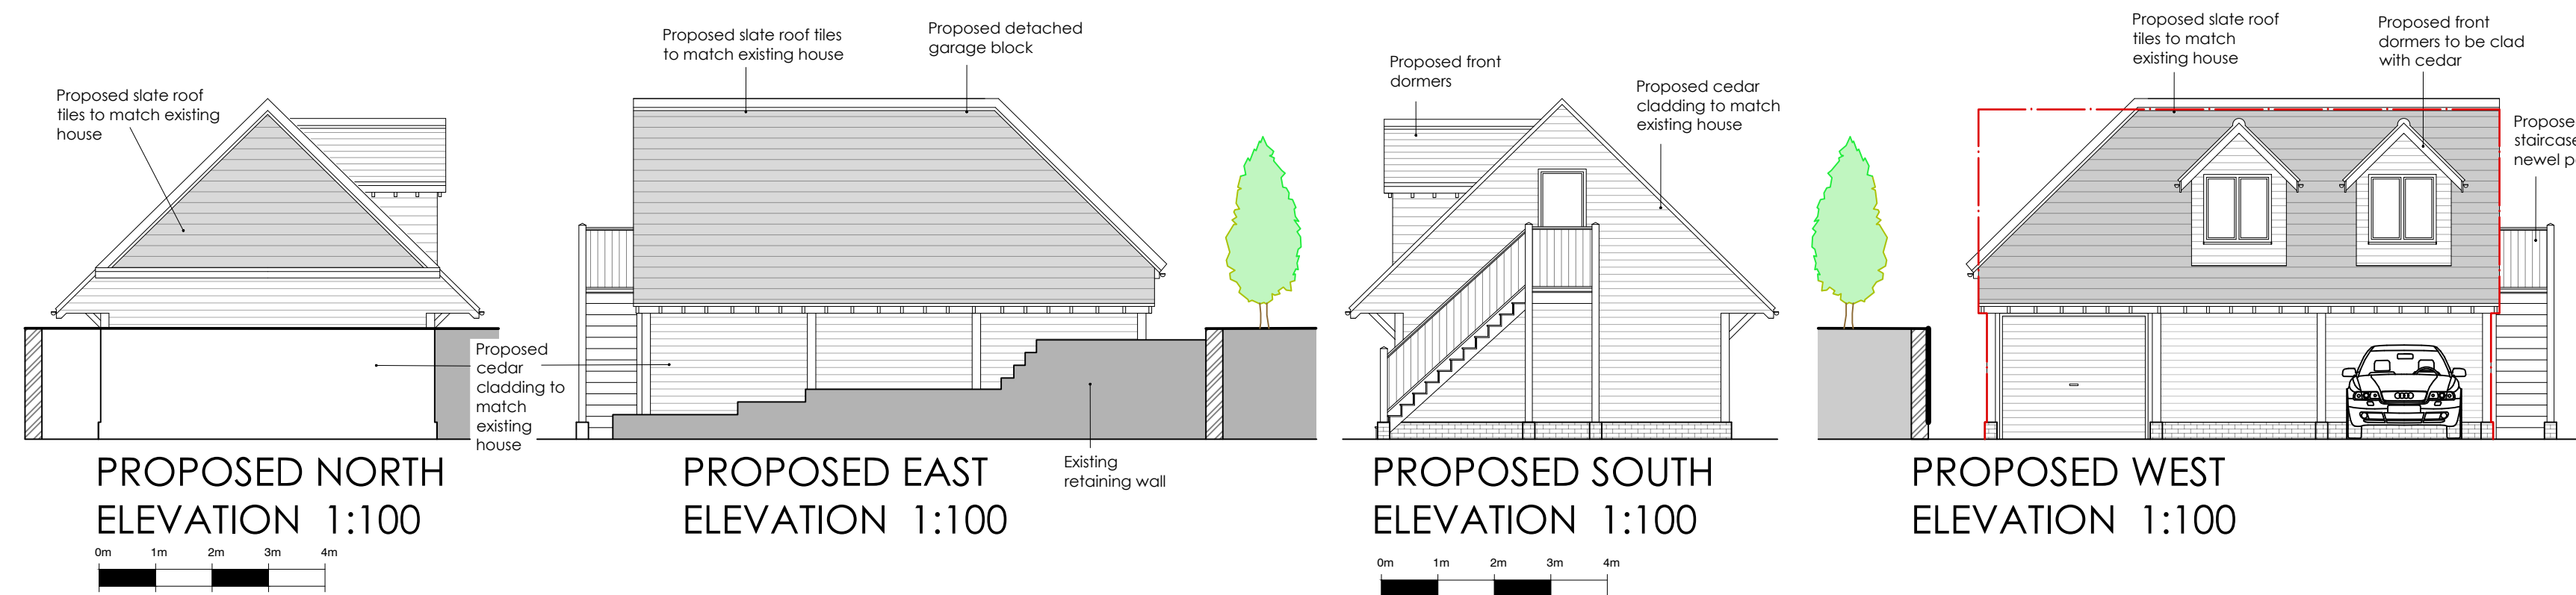 Proposed slate roof
tiles to match existing
house
Proposed slate roof tiles
to match existing house
Proposed detached
garage block
Proposed front
dormers
Proposed cedar
cladding to match
existing house
Proposed slate roof
tiles to match
existing house
Proposed front
dormers to be clad
with cedar
Propose
staircase
newel p
Proposed
cedar
cladding to
match
existing
house
Existing
retaining wall
PROPOSED NORTH
ELEVATION 1:100
0m 1m 2m 3m 4m
PROPOSED EAST
ELEVATION 1:100
PROPOSED SOUTH
ELEVATION 1:100
0m 1m 2m 3m 4m
PROPOSED WEST
ELEVATION 1:100